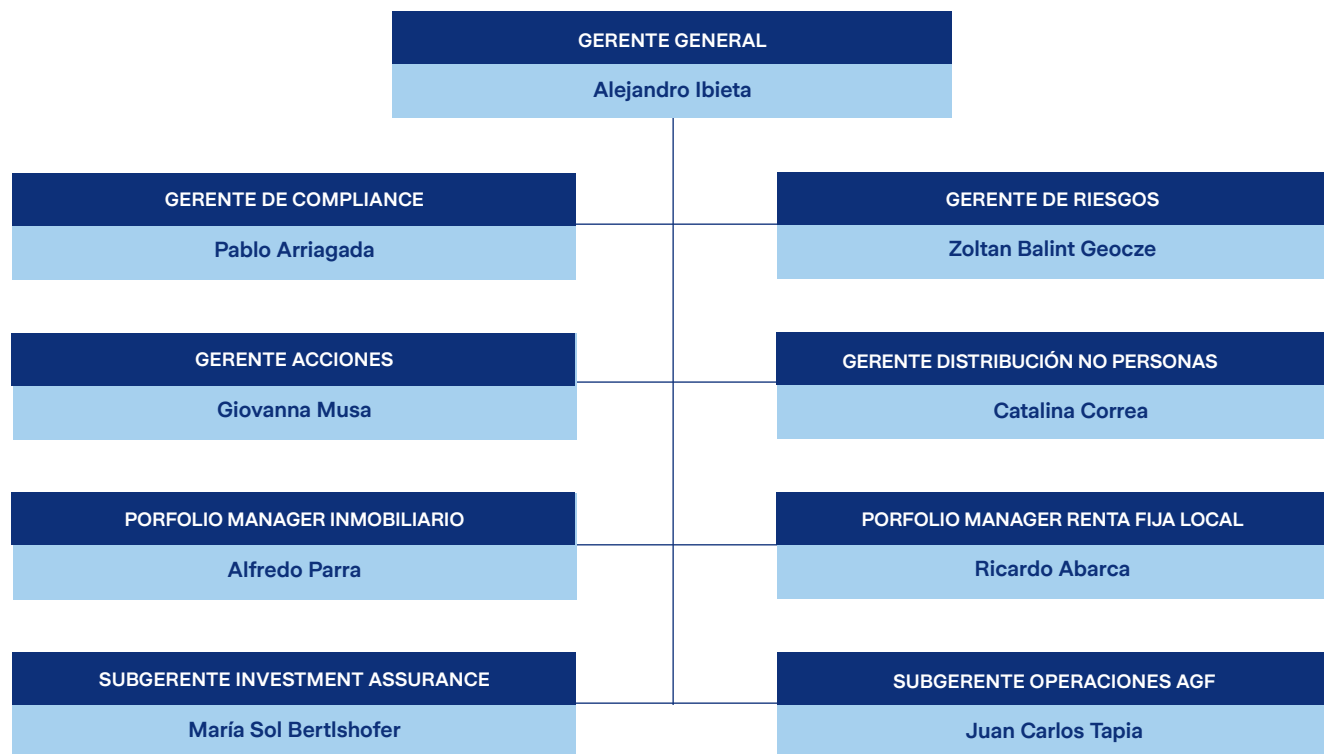 GERENTE GENERAL
Alejandro Ibieta
GERENTE DE COMPLIANCE
Pablo Arriagada
GERENTE DE RIESGOS
Zoltan Balint Geocze
GERENTE ACCIONES
Giovanna Musa
GERENTE DISTRIBUCIÓN NO PERSONAS
Catalina Correa
PORFOLIO MANAGER INMOBILIARIO
Alfredo Parra
PORFOLIO MANAGER RENTA FIJA LOCAL
Ricardo Abarca
SUBGERENTE INVESTMENT ASSURANCE
María Sol Bertlshofer
SUBGERENTE OPERACIONES AGF
Juan Carlos Tapia